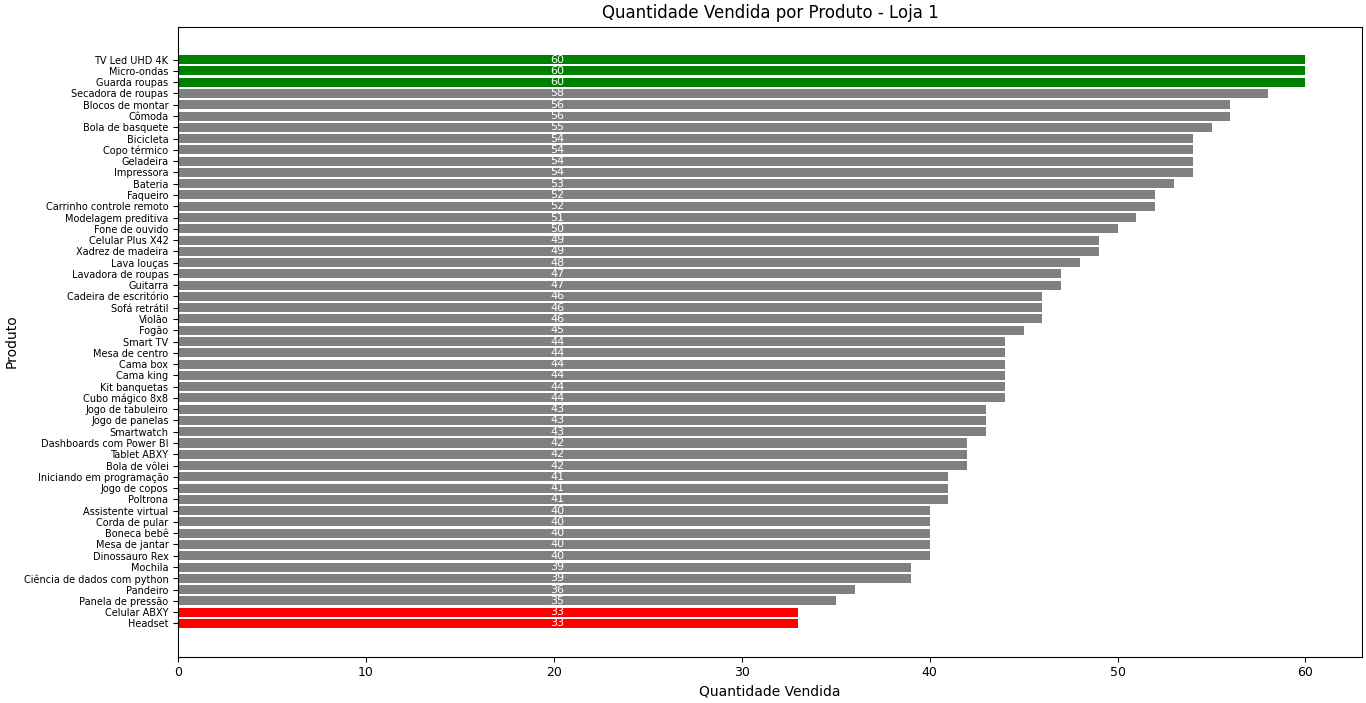 Quantidade Vendida por Produto - Loja 1
Produto
TV Led UHD 4K 60
Micro-ondas 60
Guarda roupas 60
Secadora de roupas 58
Blocos de montar 56
Cômoda 56
Bola de basquete 55
Bicicleta 54
Copo térmico 54
Geladeira 54
Impressora 54
Bateria 53
Faqueiro 52
Carrinho controle remoto 52
Modelagem preditiva 51
Fone de ouvido 50
Celular Plus X42 49
Xadrez de madeira 49
Lava louças 48
Lavadora de roupas 47
Guitarra 47
Cadeira de escritório 46
Sofá retrátil 46
Violão 46
Fogão 45
Smart TV 44
Mesa de centro 44
Cama box 44
Cama king 44
Kit banquetas 44
Cubo mágico 8x8 44
Jogo de tabuleiro 43
Jogo de panelas 43
Smartwatch 43
Dashboards com Power BI 42
Tablet ABXY 42
Bola de vôlei 42
Iniciando em programação 41
Jogo de copos 41
Poltrona 41
Assistente virtual 40
Corda de pular 40
Boneca bebê 40
Mesa de jantar 40
Dinossauro Rex 40
Mochila 39
Ciência de dados com python 39
Pandeiro 36
Panela de pressão 35
Celular ABXY 33
Headset 33
0 10 20 30 40 50 60
Quantidade Vendida